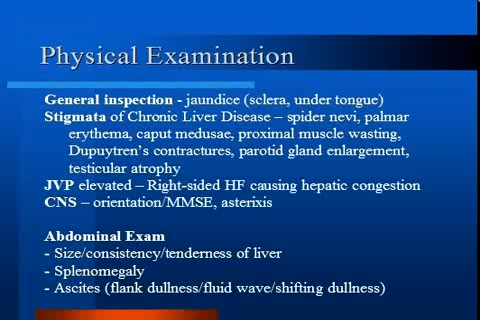 Physical Examination
General inspection - jaundice (sclera, under tongue)
Stigmata of Chronic Liver Disease – spider nevi, palmar
erythema, caput medusae, proximal muscle wasting,
Dupuytren's contractures, parotid gland enlargement,
testicular atrophy
JVP elevated – Right-sided HF causing hepatic congestion
CNS – orientation/MMSE, asterixis
Abdominal Exam
- Size/consistency/tenderness of liver
- Splenomegaly
- Ascites (flank dullness/fluid wave/shifting dullness)